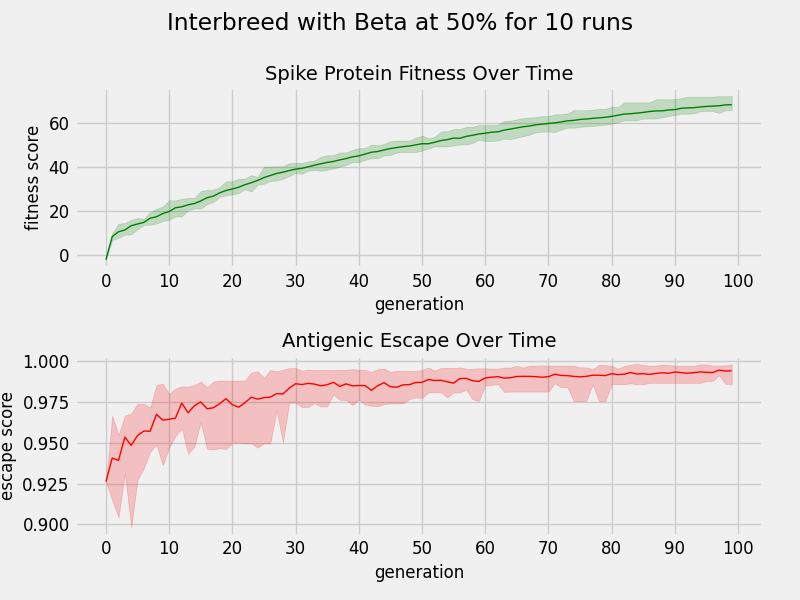 Interbreed with Beta at 50% for 10 runs
Spike Protein Fitness Over Time
fitness score
60
40
20
0
0 10 20 30 40 50 60 70 80 90 100
generation
Antigenic Escape Over Time
escape score
1.000
0.975
0.950
0.925
0.900
0 10 20 30 40 50 60 70 80 90 100
generation